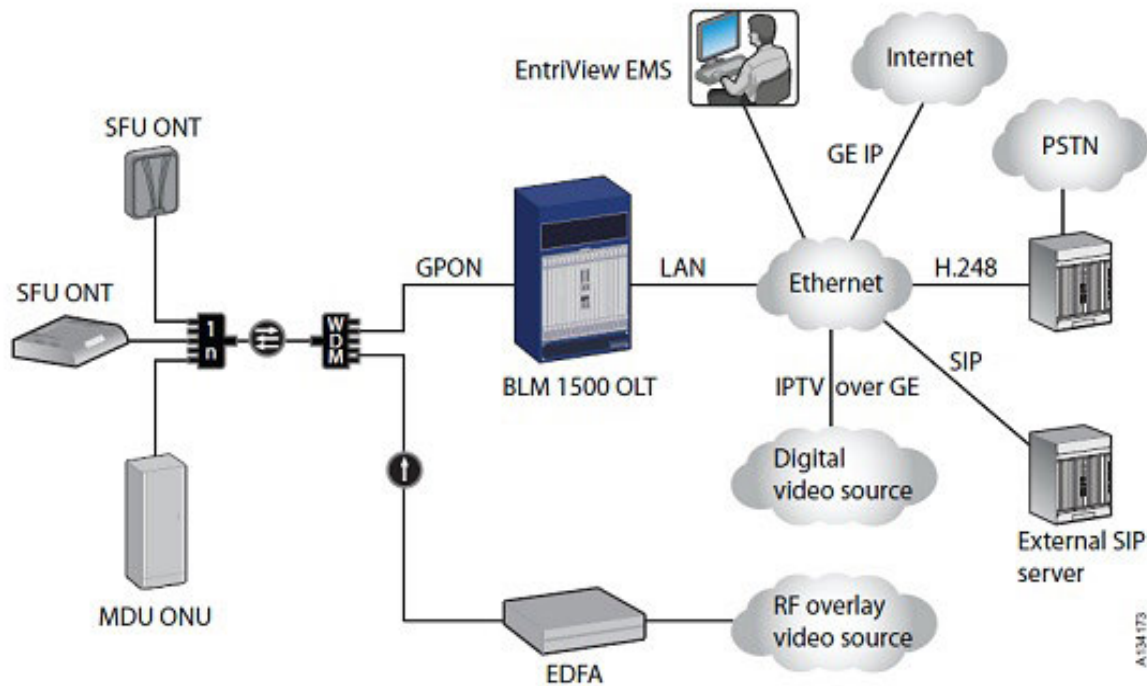 EntriView EMS
Internet
SFU ONT
GE IP
PSTN
GPON
LAN
Ethernet
H.248
SFU ONT
1
n
W
D
M
BLM 1500 OLT
IPTV over GE
SIP
Digital
video source
External SIP
server
MDU ONU
RF overlay
video source
EDFA
A134173